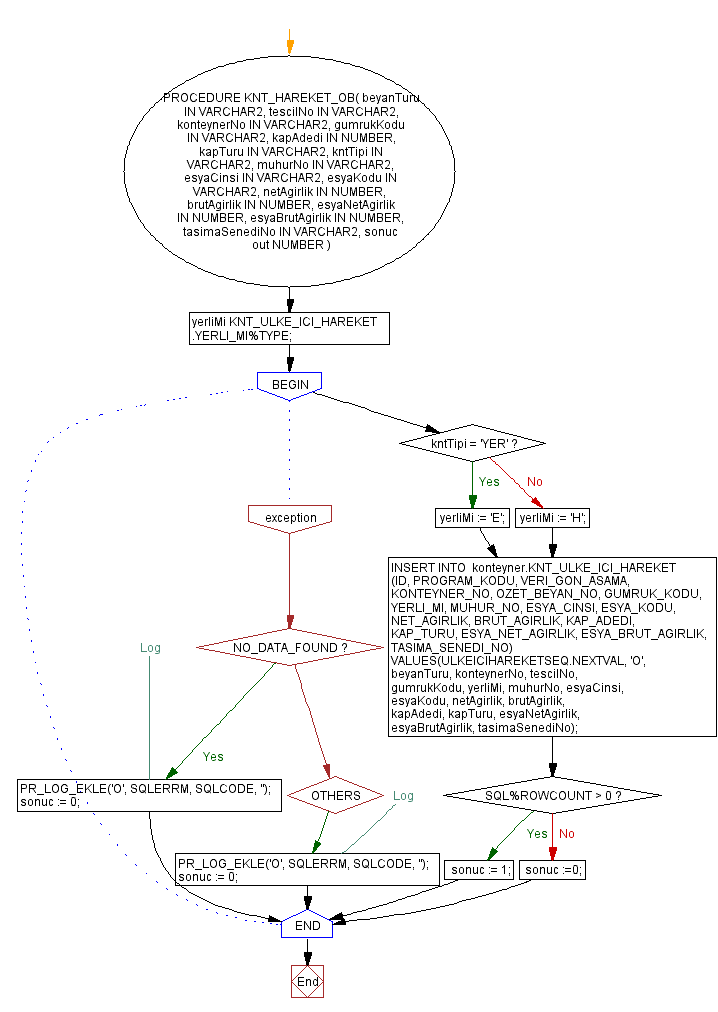 PROCEDURE KNT_HAREKET_OB( beyanTuru
IN VARCHAR2, tescilNo IN VARCHAR2,
konteynerNo IN VARCHAR2, gumrukKodu
IN VARCHAR2, kapAdedi IN NUMBER,
kapTuru IN VARCHAR2, kntTipi IN
VARCHAR2, muhurNo IN VARCHAR2,
esyaCinsi IN VARCHAR2, esyaKodu IN
VARCHAR2, netAgirlik IN NUMBER,
brutAgirlik IN NUMBER, esyaNetAgirlik
IN NUMBER, esyaBrutAgirlik IN NUMBER,
tasimaSenediNo IN VARCHAR2, sonuc
out NUMBER )
yerliMi KNT_ULKE_ICI_HAREKET
.YERLI_MI%TYPE;
BEGIN
kntTipi = 'YER' ?
Yes
No
yerliMi := 'E';
yerliMi := 'H';
exception
INSERT INTO  konteyner.KNT_ULKE_ICI_HAREKET
(ID, PROGRAM_KODU, VERI_GON_ASAMA,
KONTEYNER_NO, OZET_BEYAN_NO, GUMRUK_KODU,
YERLI_MI, MUHUR_NO, ESYA_CINSI, ESYA_KODU,
NET_AGIRLIK, BRUT_AGIRLIK, KAP_ADEDI,
KAP_TURU, ESYA_NET_AGIRLIK, ESYA_BRUT_AGIRLIK,
TASIMA_SENEDI_NO)
VALUES(ULKEICIHAREKETSEQ.NEXTVAL, 'O',
beyanTuru, konteynerNo, tescilNo,
gumrukKodu, yerliMi, muhurNo, esyaCinsi,
esyaKodu, netAgirlik, brutAgirlik,
kapAdedi, kapTuru, esyaNetAgirlik,
esyaBrutAgirlik, tasimaSenediNo);
NO_DATA_FOUND ?
Log
Yes
PR_LOG_EKLE('O', SQLERRM, SQLCODE, '');
sonuc := 0;
OTHERS
Log
SQL%ROWCOUNT > 0 ?
Yes
No
PR_LOG_EKLE('O', SQLERRM, SQLCODE, '');
sonuc := 0;
sonuc := 1;
sonuc :=0;
END
End